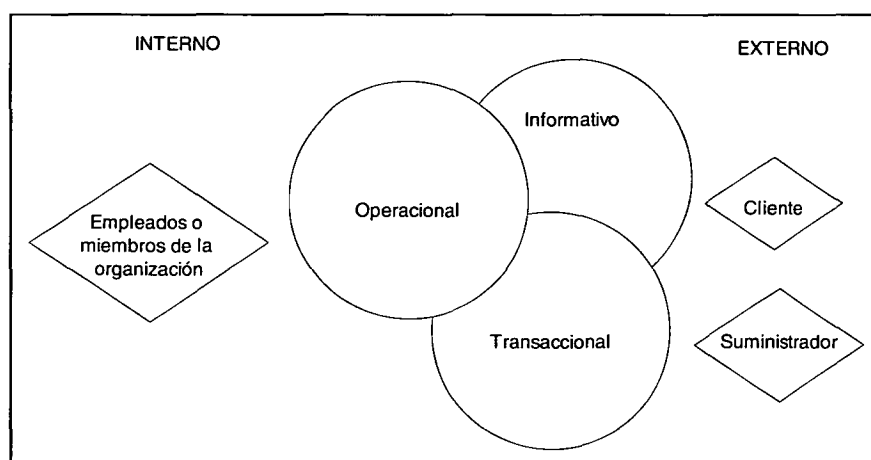 INTERNO
EXTERNO
Informativo
Operacional
Empleados o
miembros de la
organización
Cliente
Transaccional
Suministrador